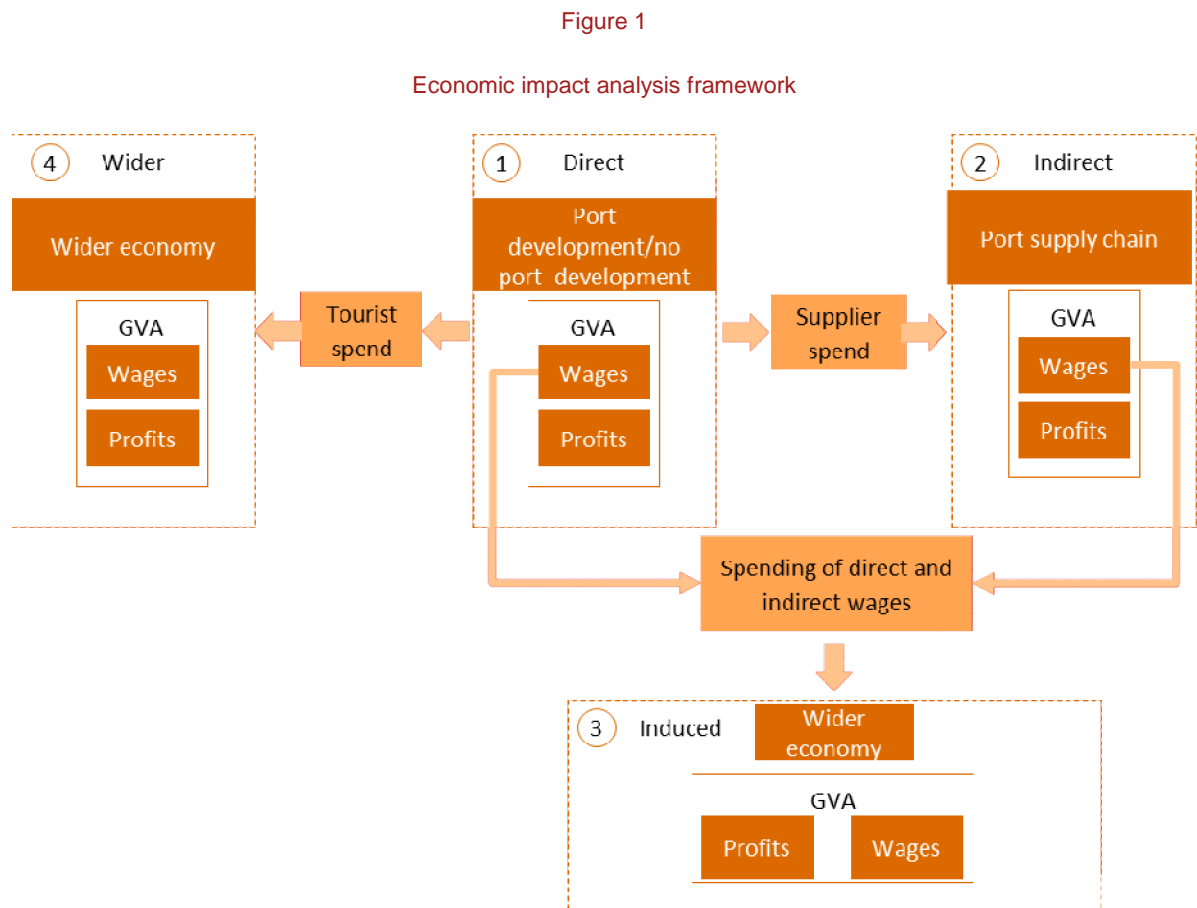 Figure 1
Economic impact analysis framework
4 Wider
Wider economy
GVA
Wages
Profits
Tourist
spend
1 Direct
Port
development/no
port development
GVA
Wages
Profits
Supplier
spend
2 Indirect
Port supply chain
GVA
Wages
Profits
Spending of direct and
indirect wages
3 Induced
Wider
economy
GVA
Profits
Wages